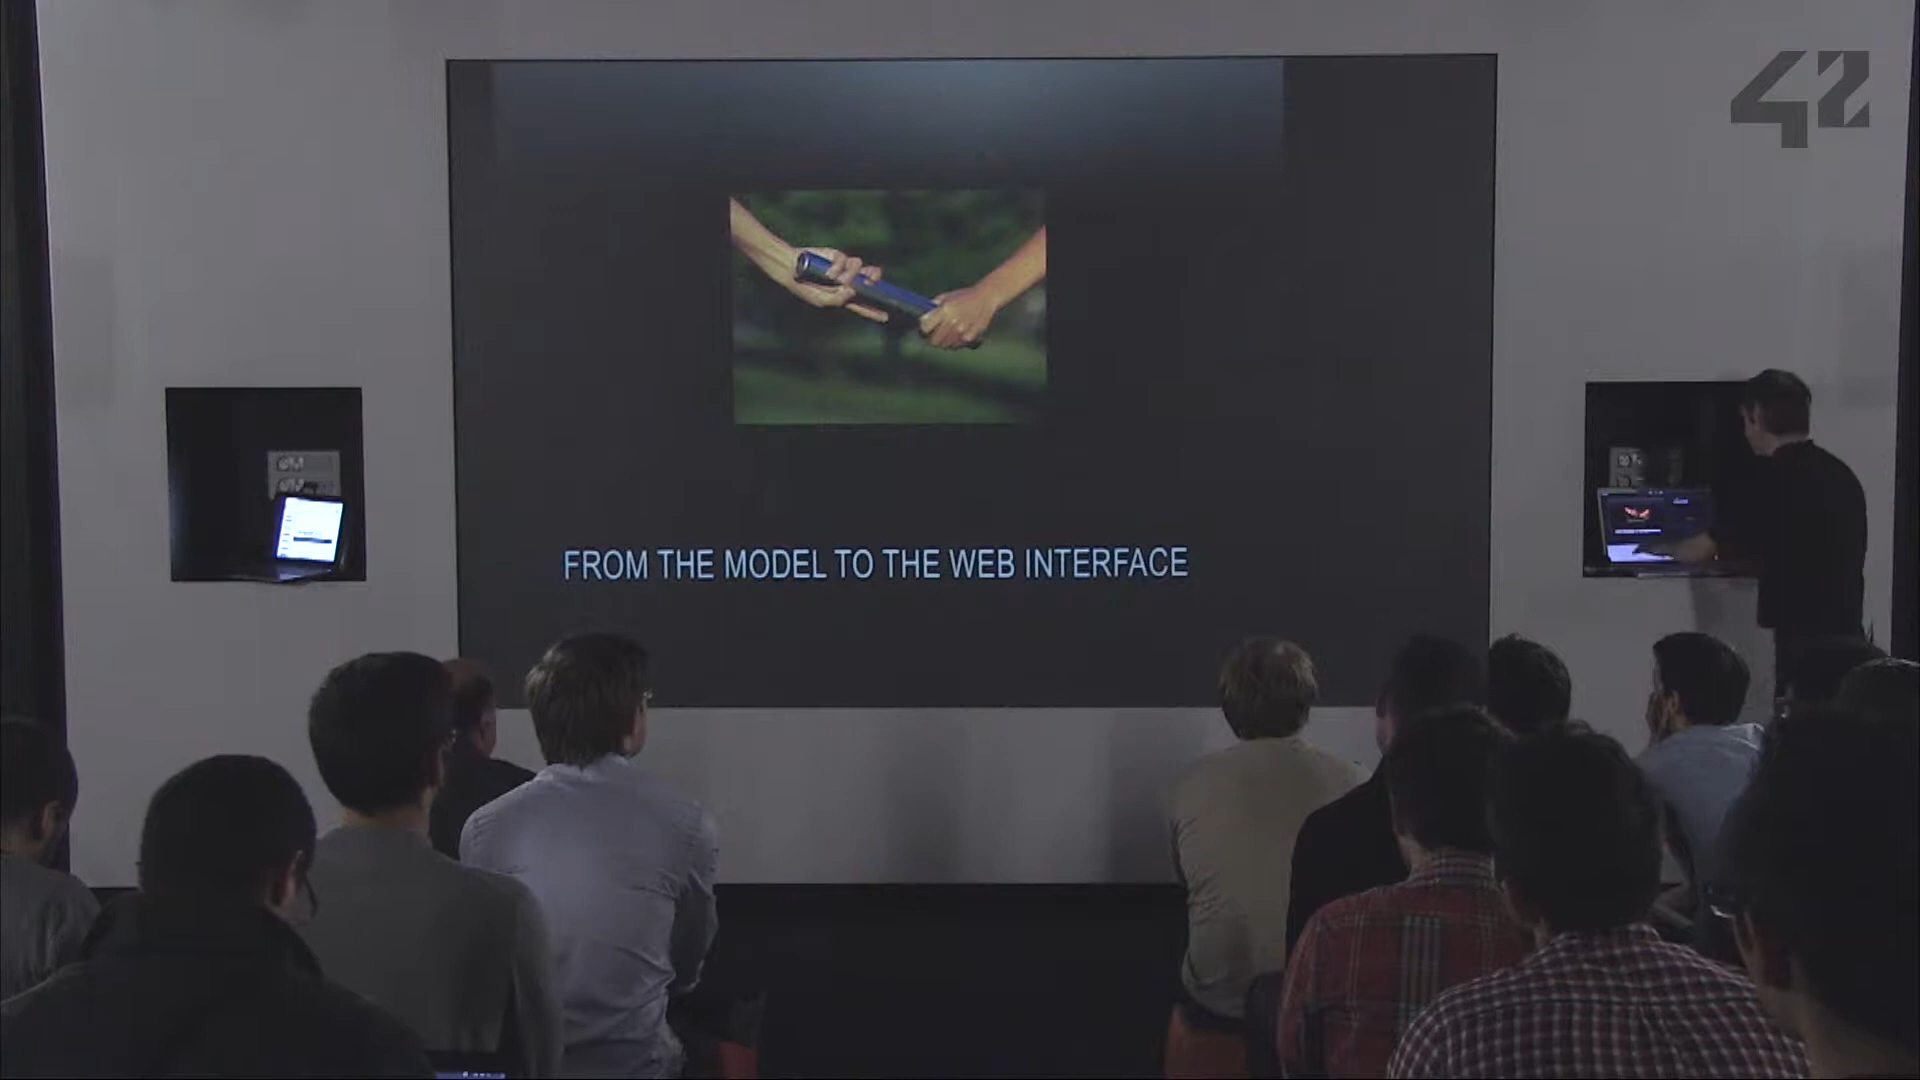 42
FROM THE MODEL TO THE WEB INTERFACE